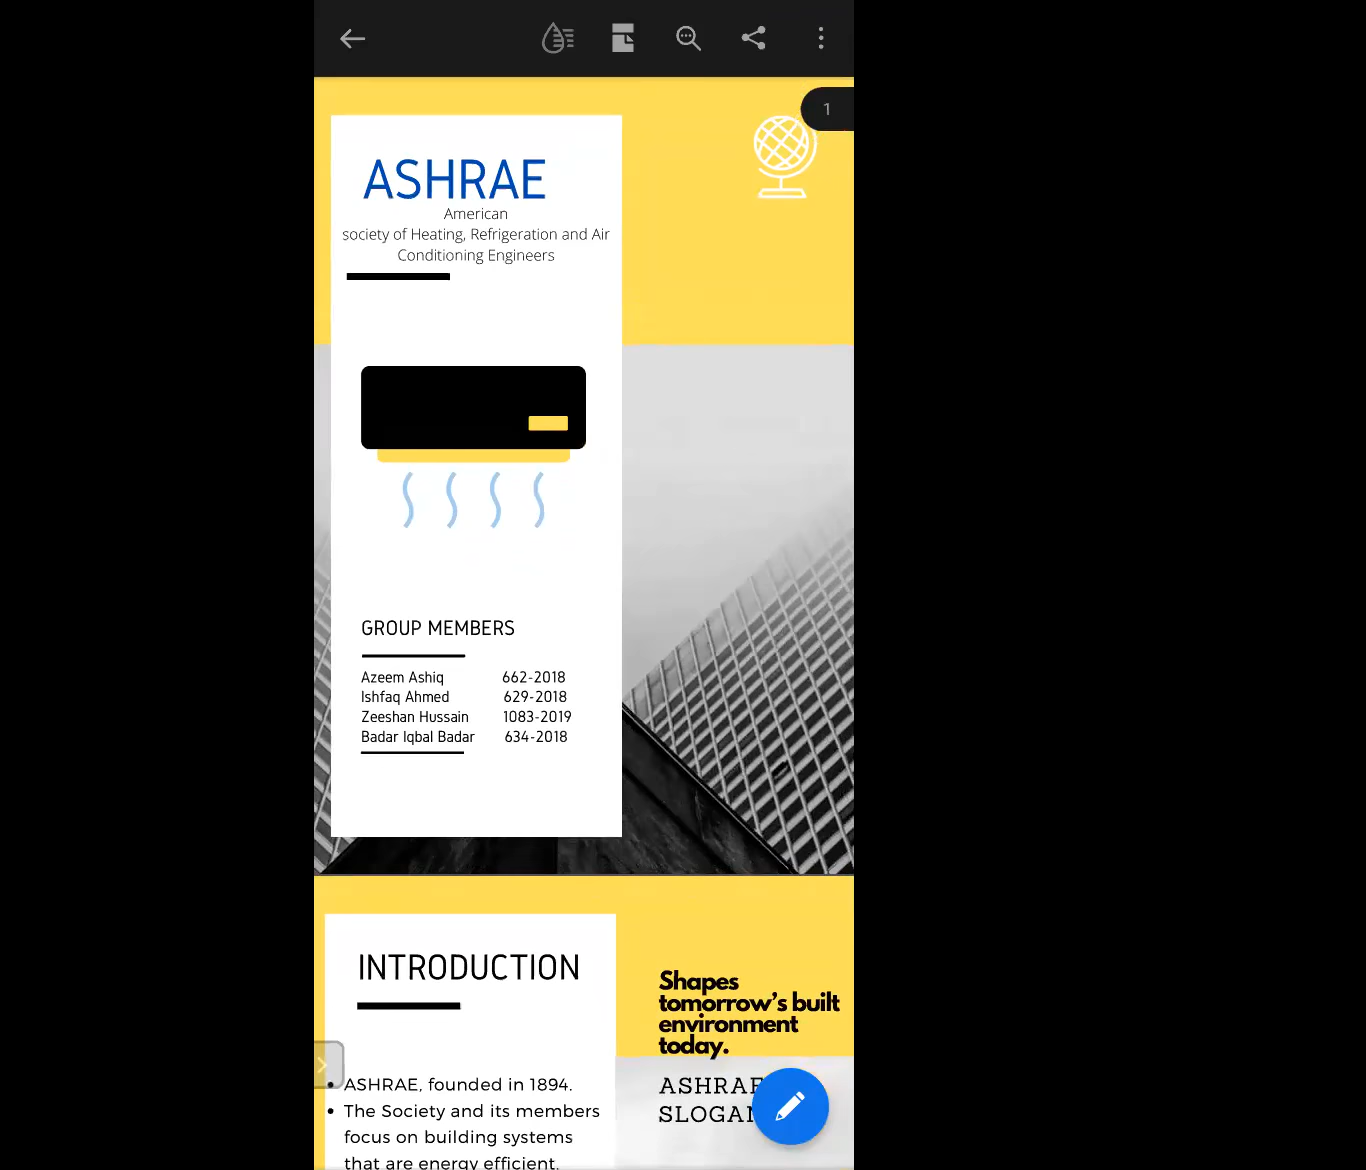 1
ASHRAE
American
society of Heating, Refrigeration and Air
Conditioning Engineers
GROUP MEMBERS
Azeem Ashiq 662-2018
Ishfaq Ahmed 629-2018
Zeeshan Hussain 1083-2019
Badar Iqbal Badar 634-2018
INTRODUCTION
• ASHRAE, founded in 1894.
• The Society and its members
focus on building systems
that are energy efficient.
Shapes
tomorrow's built
environment
today.
ASHRAE
SLOGAN